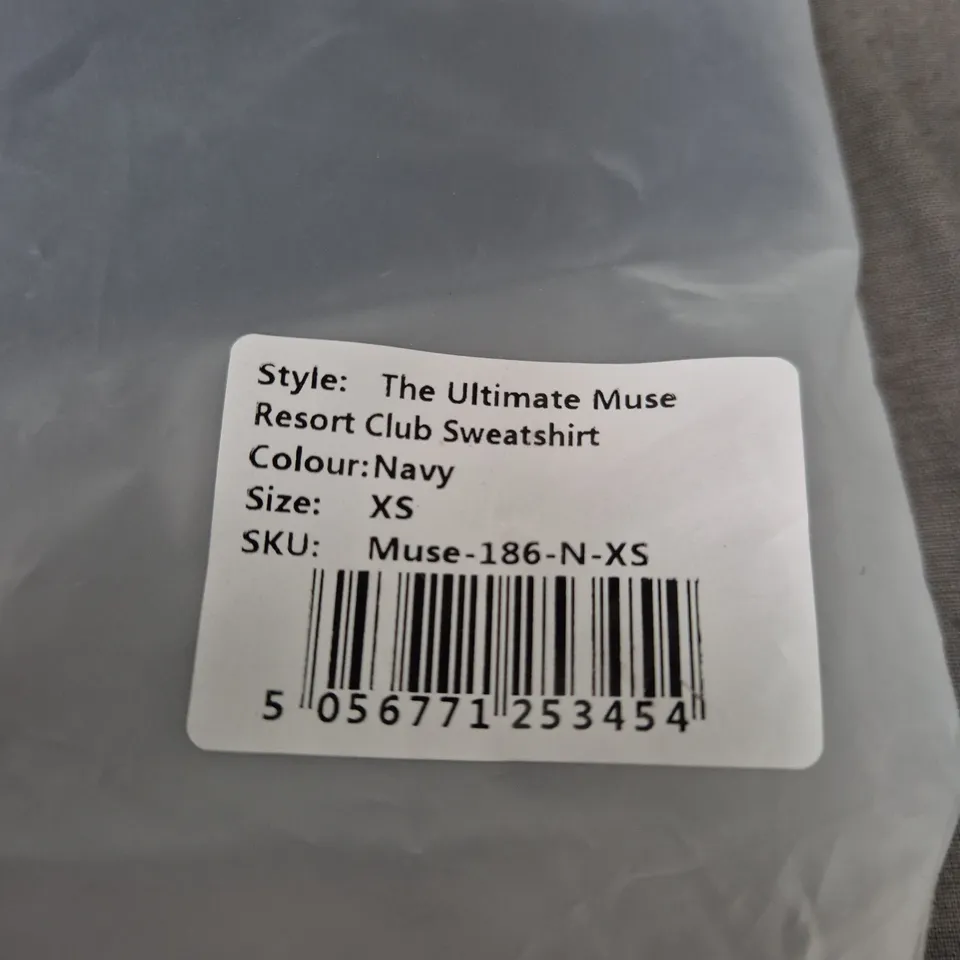 Style: The Ultimate Muse
Resort Club Sweatshirt
Colour: Navy
Size: XS
SKU: Muse-186-N-XS
5 056771 253454